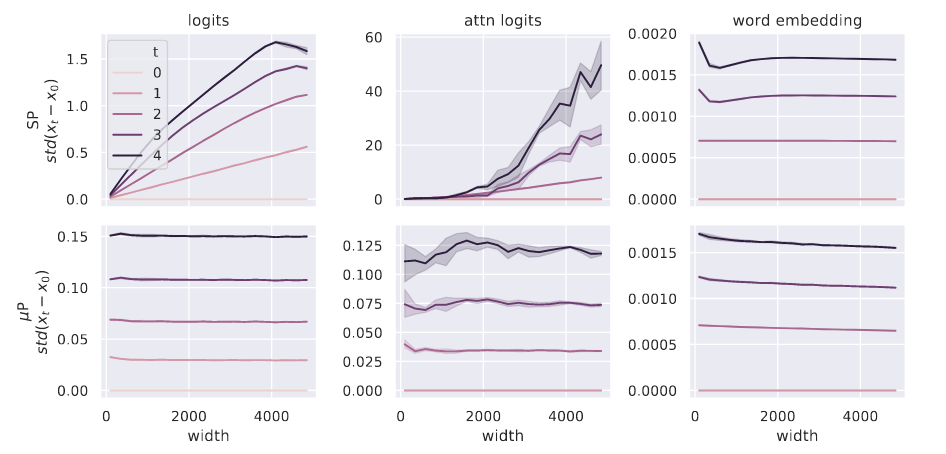 logits
attn logits
word embedding
SP
std(x_t − x_0)
1.5
1.0
0.5
0.0
t
0
1
2
3
4
60
40
20
0
0.0020
0.0015
0.0010
0.0005
0.0000
μP
std(x_t − x_0)
0.15
0.10
0.05
0.00
0 2000 4000
width
0.125
0.100
0.075
0.050
0.025
0.000
0 2000 4000
width
0.0015
0.0010
0.0005
0.0000
0 2000 4000
width